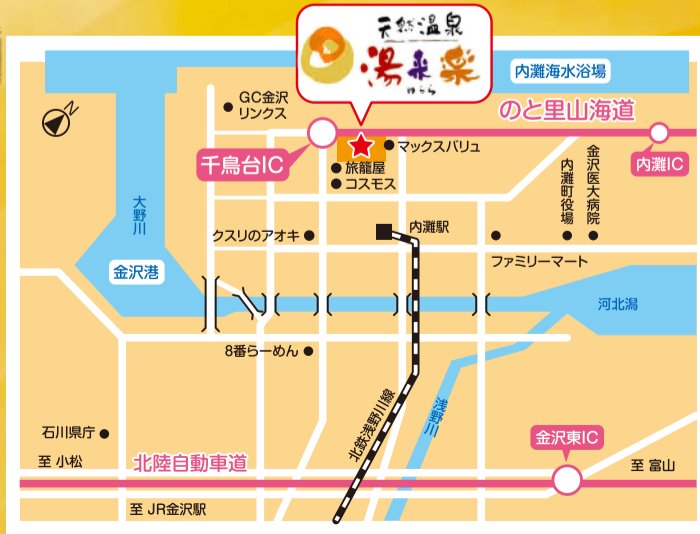 天然温泉
湯来楽
ゆらら
内灘海水浴場
N
GC金沢
リンクス
のと里山海道
千鳥台IC
マックスバリュ
内灘IC
旅籠屋
コスモス
内灘町役場
金沢医大病院
大野川
クスリのアオキ
内灘駅
ファミリーマート
金沢港
河北潟
8番らーめん
北鉄浅野川線
浅野川
石川県庁
金沢東IC
至 小松
北陸自動車道
至 富山
至 JR金沢駅